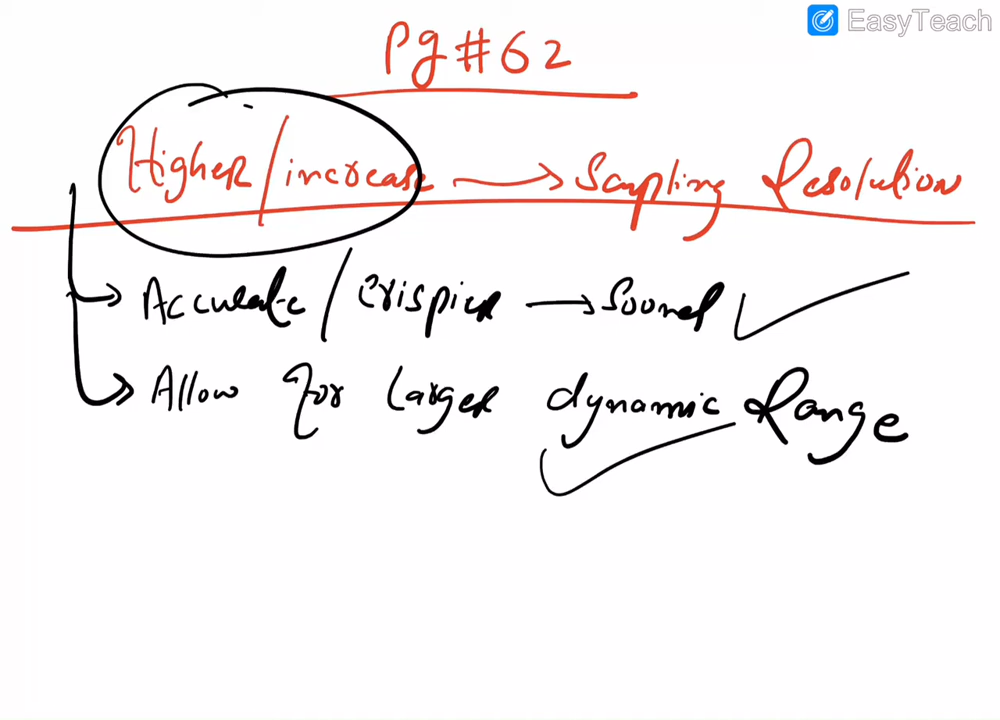 EasyTeach
Pg#62
Higher/increase → Sampling Resolution
→ Accurate/crispier → Sound ✓
→ Allow for larger dynamic Range ✓